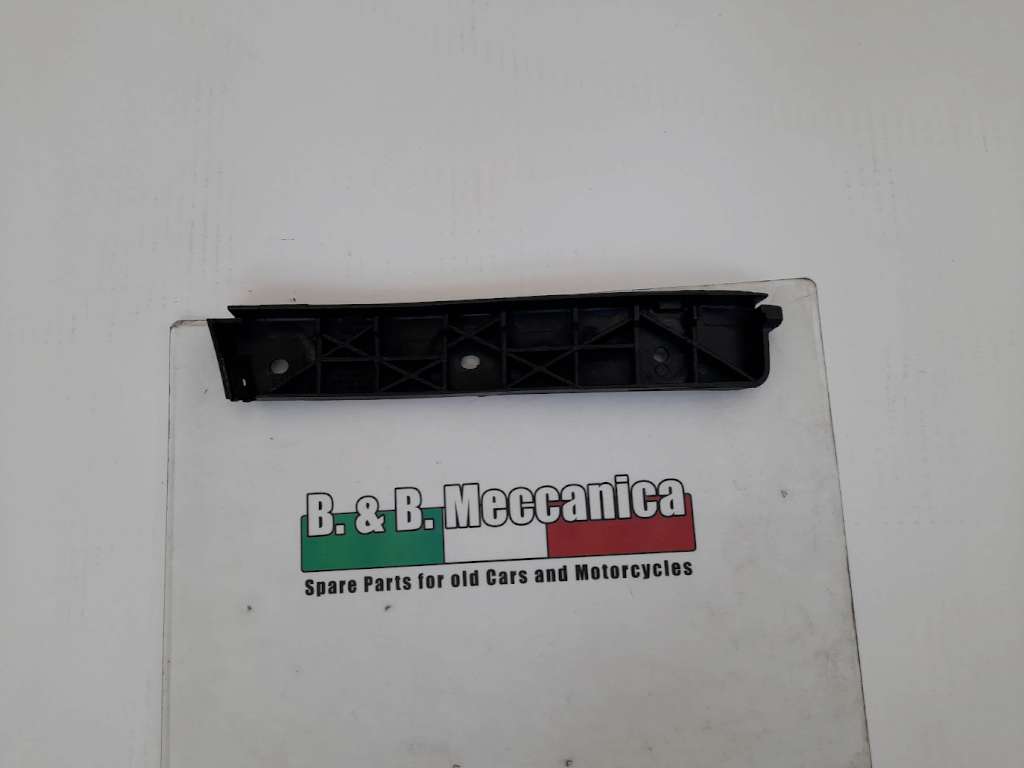 B. & B. Meccanica
Spare Parts for old Cars and Motorcycles